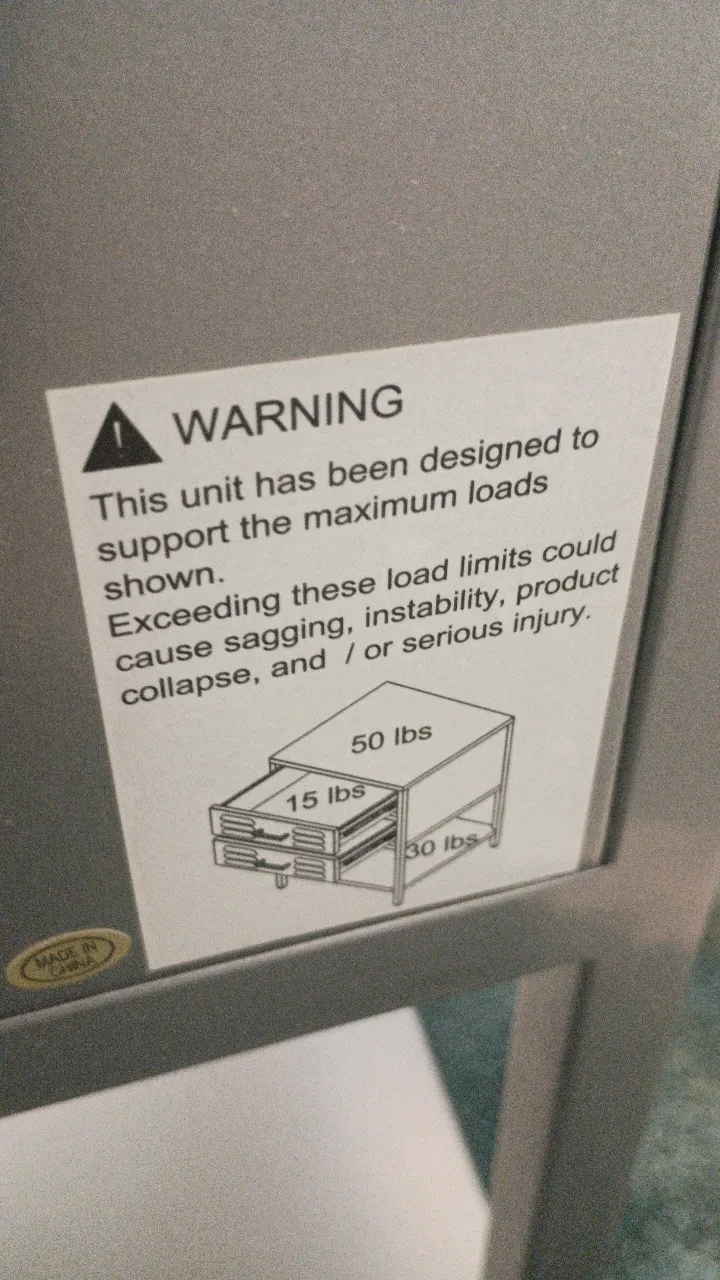 WARNING
This unit has been designed to
support the maximum loads
shown.
Exceeding these load limits could
cause sagging, instability, product
collapse, and / or serious injury.
50 lbs
15 lbs
30 lbs
MADE IN
CHINA